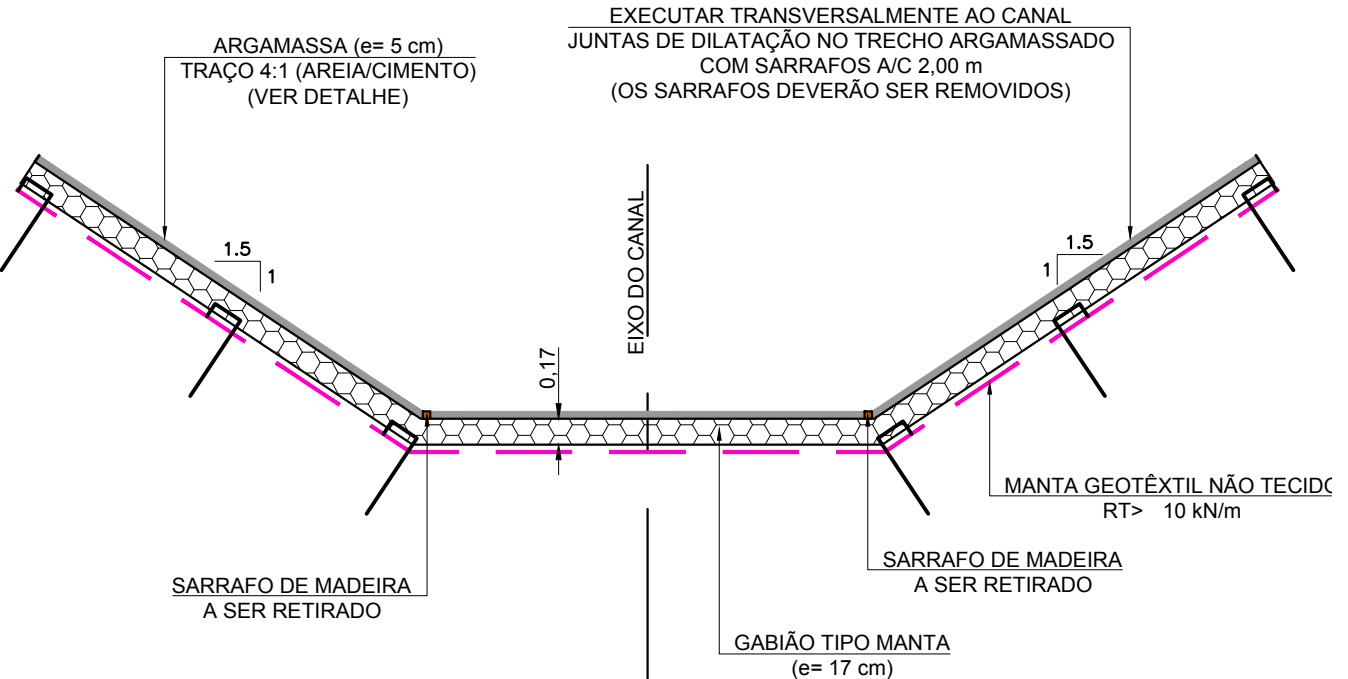 EXECUTAR TRANSVERSALMENTE AO CANAL
JUNTAS DE DILATAÇÃO NO TRECHO ARGAMASSADO
COM SARRAFOS A/C 2,00 m
(OS SARRAFOS DEVERÃO SER REMOVIDOS)
ARGAMASSA (e= 5 cm)
TRAÇO 4:1 (AREIA/CIMENTO)
(VER DETALHE)
EIXO DO CANAL
1.5
1
1.5
1
0,17
MANTA GEOTÊXTIL NÃO TECIDO
RT> 10 kN/m
SARRAFO DE MADEIRA
A SER RETIRADO
SARRAFO DE MADEIRA
A SER RETIRADO
GABIÃO TIPO MANTA
(e= 17 cm)